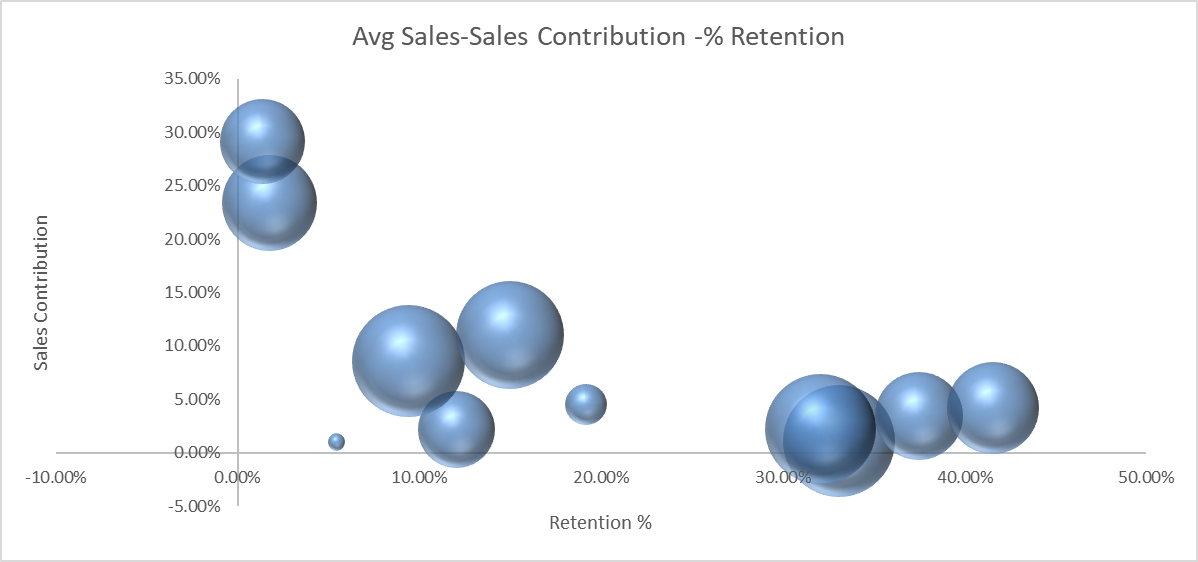 Avg Sales-Sales Contribution -% Retention
35.00%
30.00%
25.00%
20.00%
15.00%
10.00%
5.00%
0.00%
-5.00%
-10.00% 0.00% 10.00% 20.00% 30.00% 40.00% 50.00%
Sales Contribution
Retention %